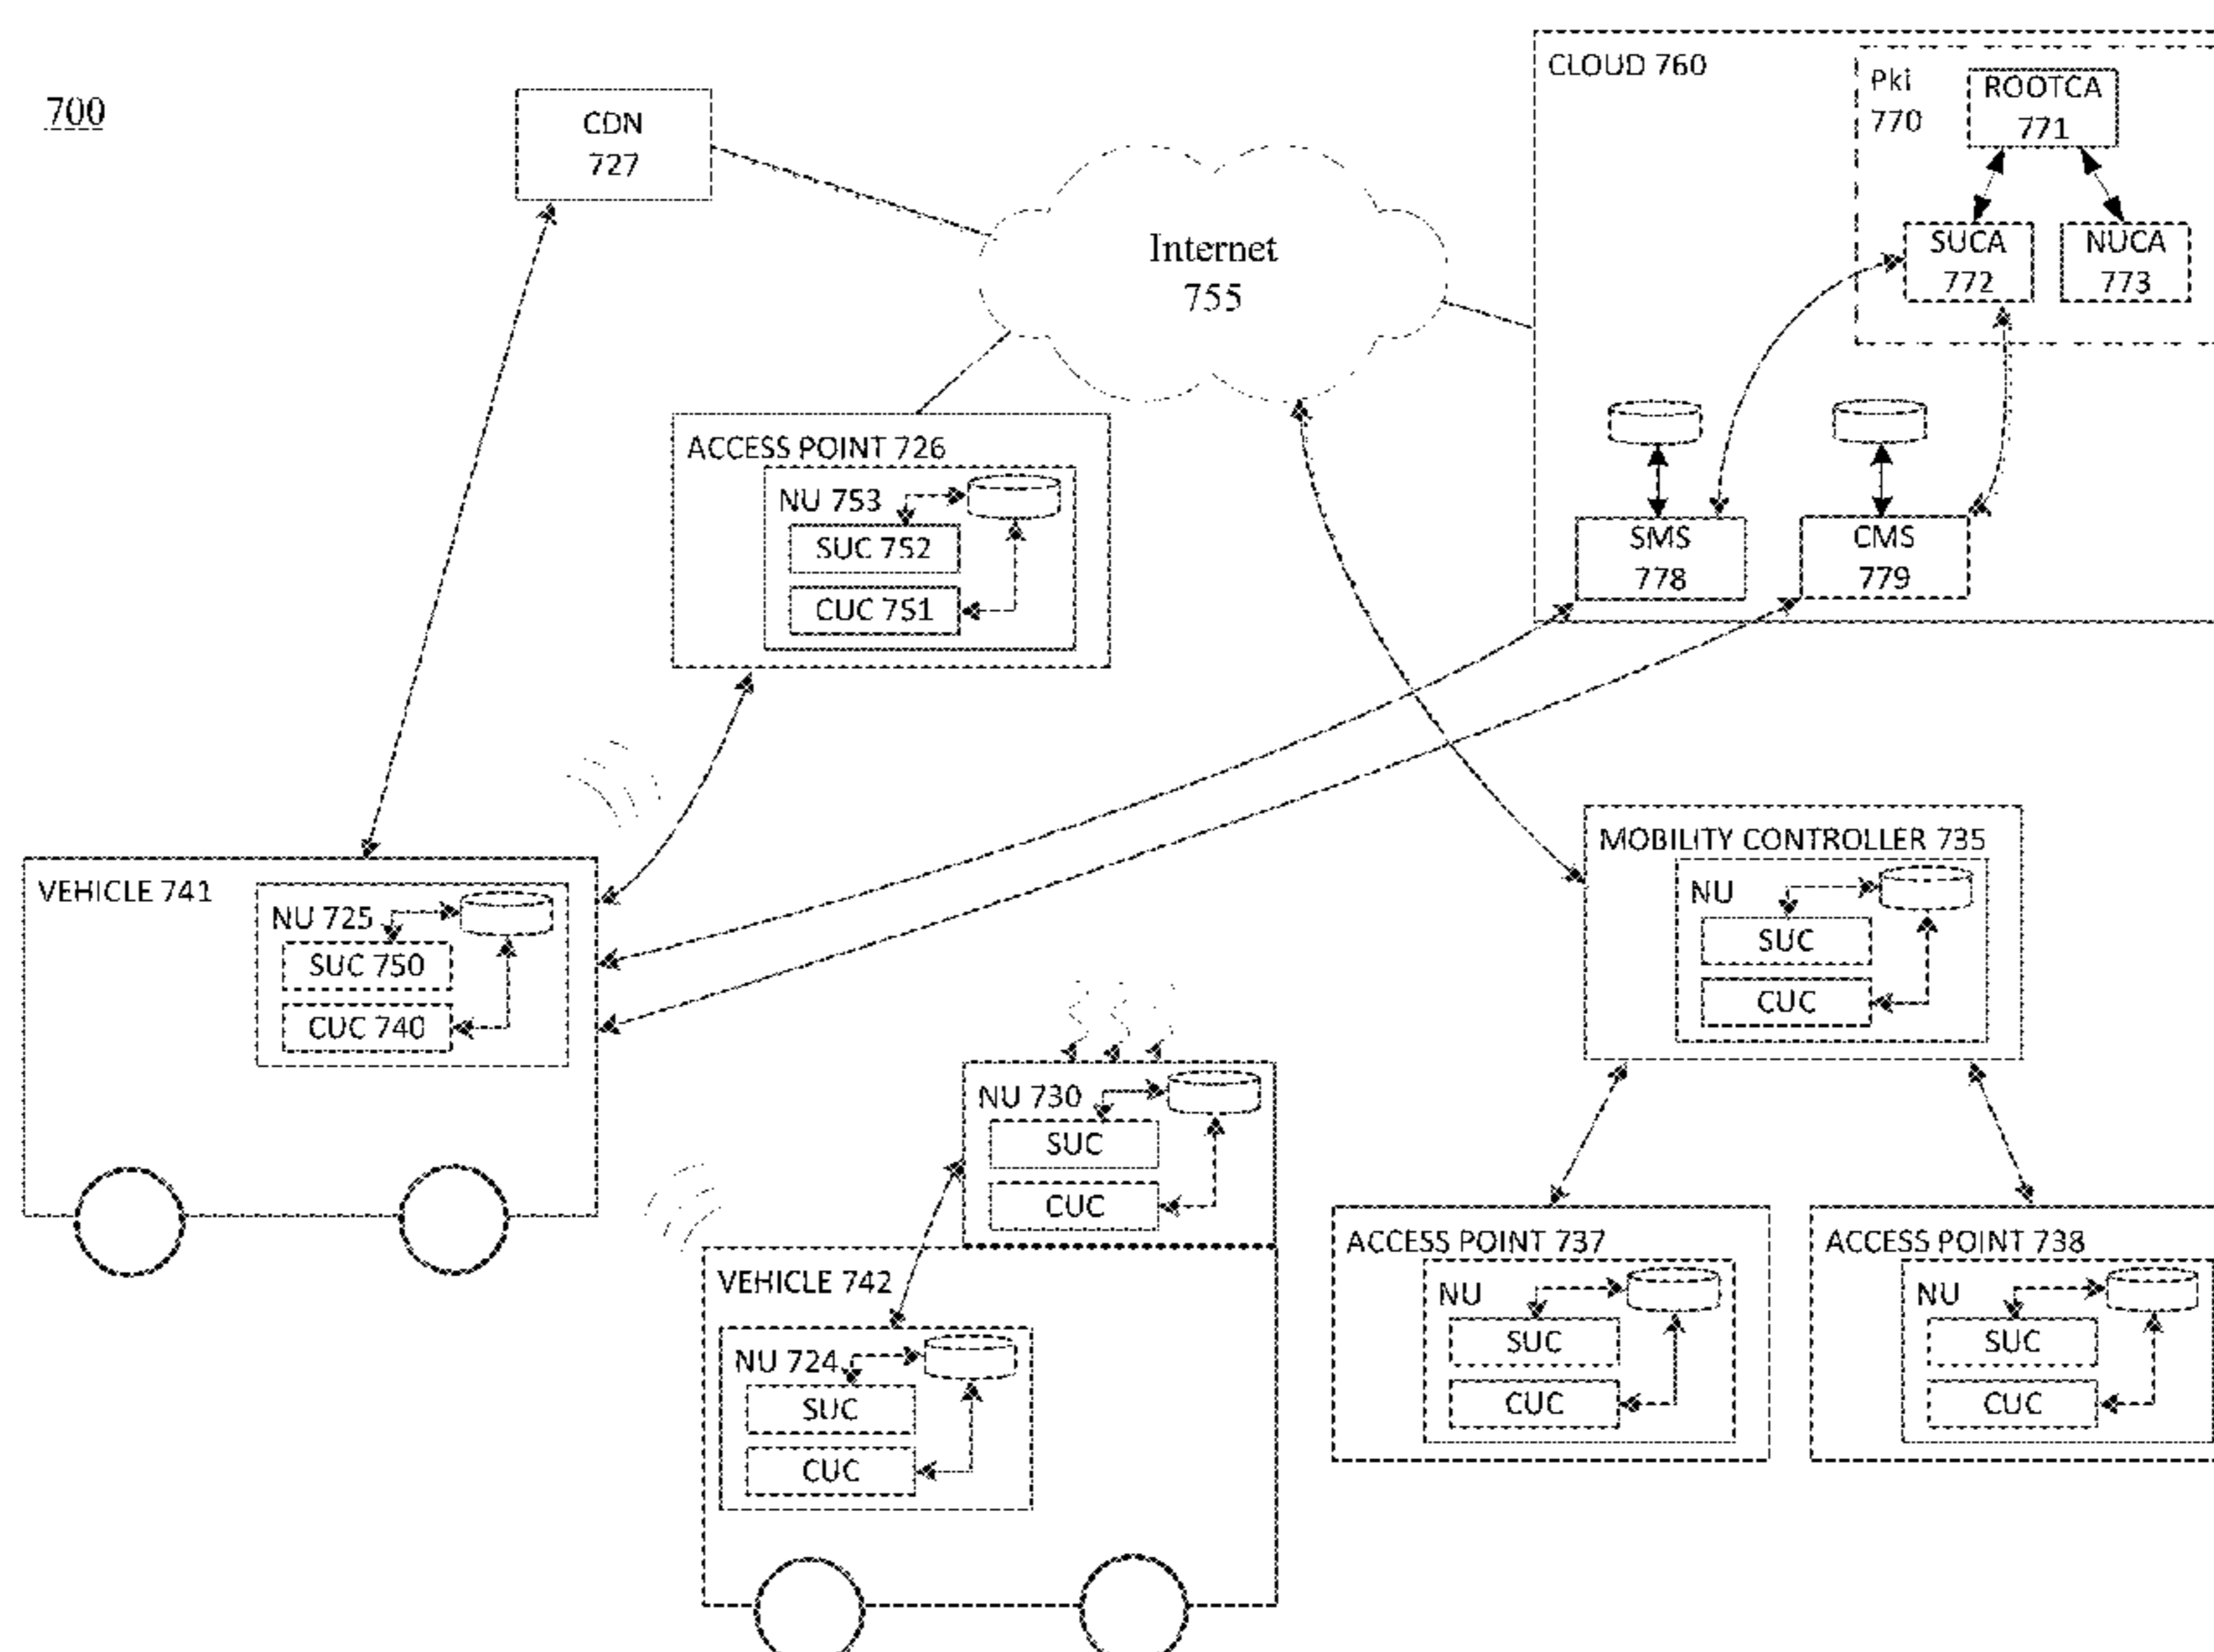 700
CDN
727
Internet
755
CLOUD 760
Pki
770
ROOTCA
771
SUCA
772
NUCA
773
SMS
778
CMS
779
ACCESS POINT 726
NU 753
SUC 752
CUC 751
VEHICLE 741
NU 725
SUC 750
CUC 740
MOBILITY CONTROLLER 735
NU
SUC
CUC
NU 730
SUC
CUC
VEHICLE 742
NU 724
SUC
CUC
ACCESS POINT 737
NU
SUC
CUC
ACCESS POINT 738
NU
SUC
CUC